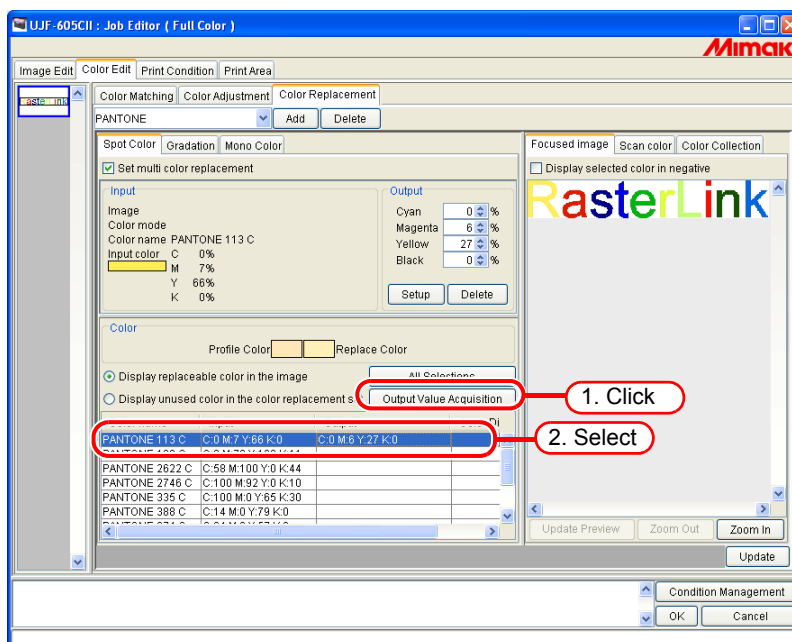 UJF-605CII : Job Editor ( Full Color )
Mimak
Image Edit Color Edit Print Condition Print Area
Color Matching Color Adjustment Color Replacement
PANTONE Add Delete
Spot Color Gradation Mono Color
Set multi color replacement
Input
Image
Color mode
Color name PANTONE 113 C
Input color C 0%
M 7%
Y 66%
K 0%
Output
Cyan 0 %
Magenta 6 %
Yellow 27 %
Black 0 %
Setup Delete
Color
Profile Color Replace Color
Display replaceable color in the image All Selections
Display unused color in the color replacement s Output Value Acquisition
1. Click
2. Select
PANTONE 113 C C:0 M:7 Y:66 K:0 C:0 M:6 Y:27 K:0
PANTONE 2622 C C:58 M:100 Y:0 K:44
PANTONE 2746 C C:100 M:92 Y:0 K:10
PANTONE 335 C C:100 M:0 Y:65 K:30
PANTONE 388 C C:14 M:0 Y:79 K:0
Focused image Scan color Color Collection
Display selected color in negative
RasterLink
Update Preview Zoom Out Zoom In
Update
Condition Management
OK Cancel